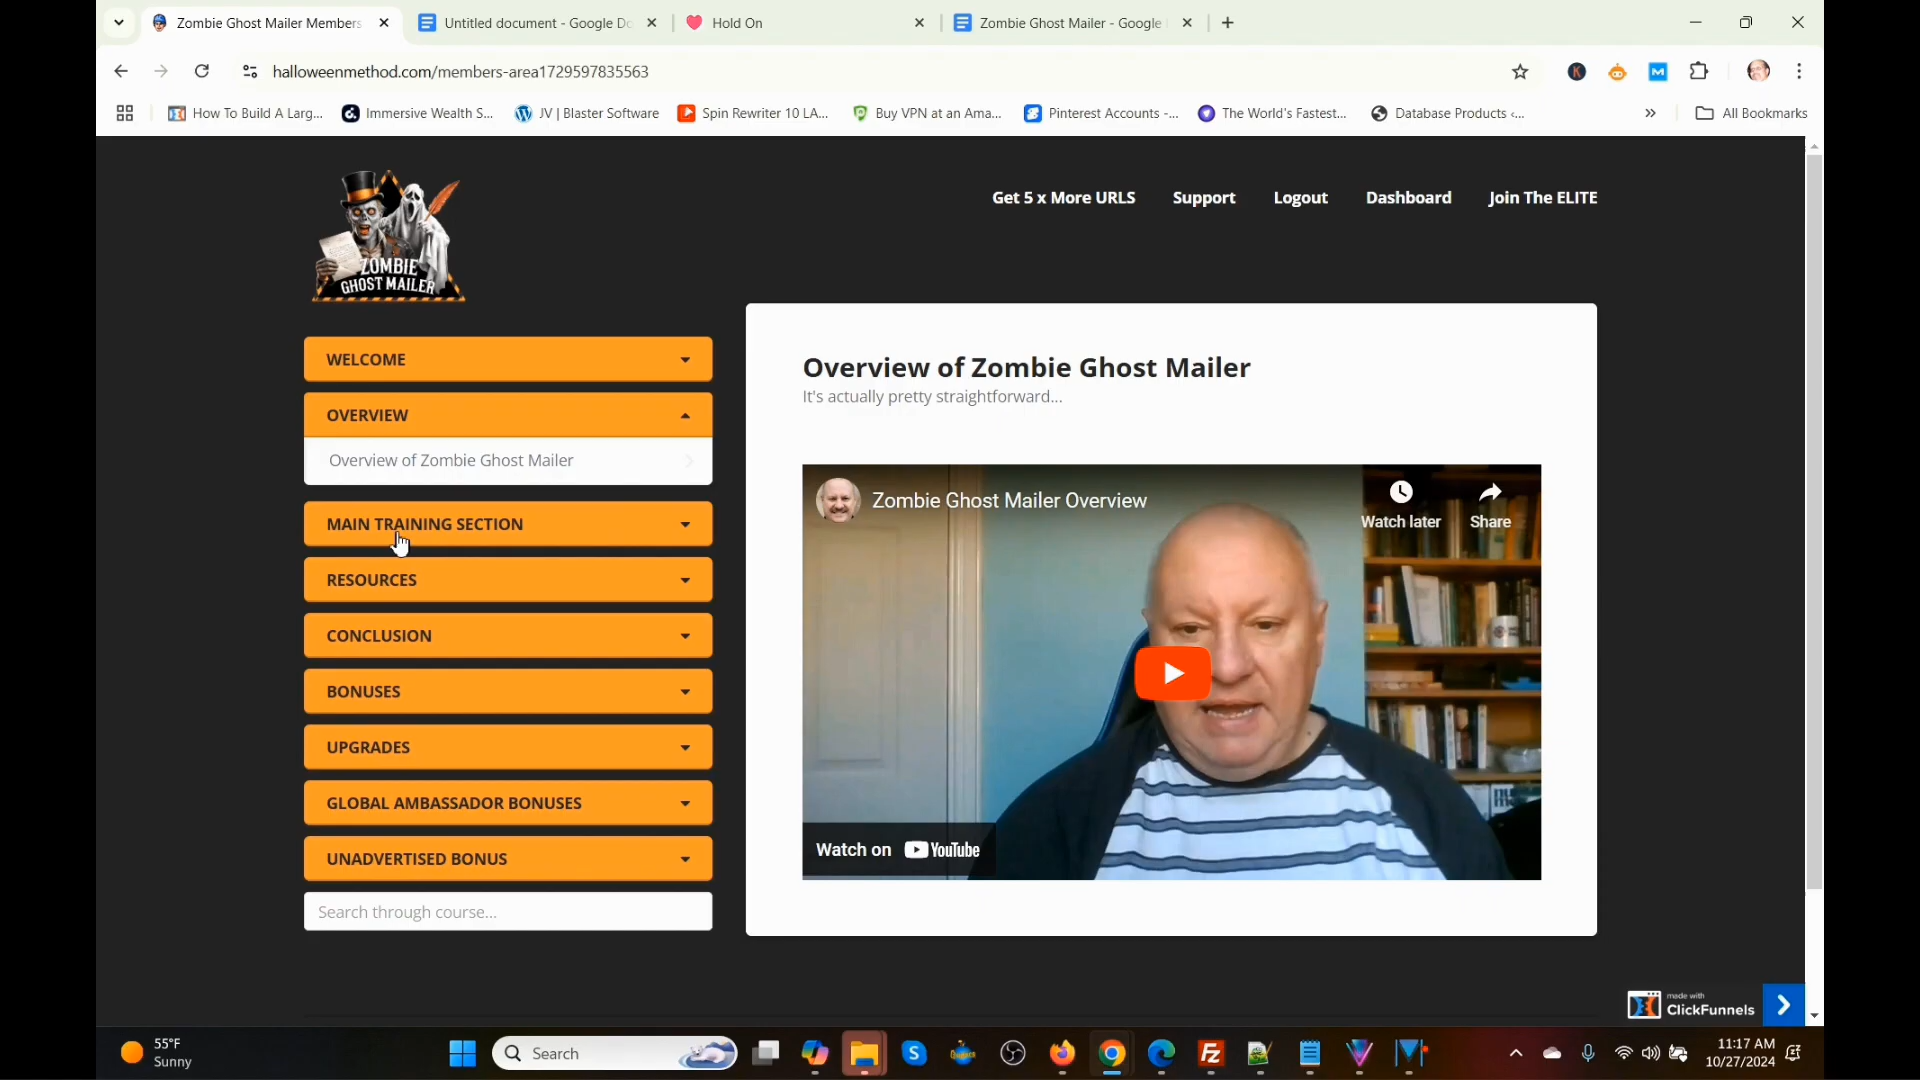 Zombie Ghost Mailer Members
Untitled document - Google Do
Hold On
Zombie Ghost Mailer - Google
halloweenmethod.com/members-area1729597835563
How To Build A Larg...
Immersive Wealth S...
JV | Blaster Software
Spin Rewriter 10 LA...
Buy VPN at an Ama...
Pinterest Accounts -...
The World's Fastest...
Database Products ‹...
All Bookmarks
ZOMBIE
GHOST MAILER
Get 5 x More URLS
Support
Logout
Dashboard
Join The ELITE
WELCOME
OVERVIEW
Overview of Zombie Ghost Mailer
MAIN TRAINING SECTION
RESOURCES
CONCLUSION
BONUSES
UPGRADES
GLOBAL AMBASSADOR BONUSES
UNADVERTISED BONUS
Search through course...
Overview of Zombie Ghost Mailer
It's actually pretty straightforward...
Zombie Ghost Mailer Overview
Watch later
Share
Watch on YouTube
made with
ClickFunnels
55°F
Sunny
Search
11:17 AM
10/27/2024